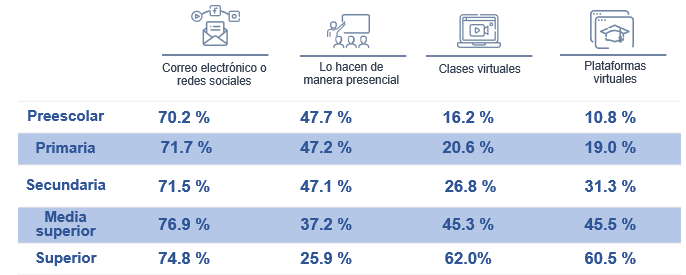 Correo electrónico o
redes sociales
Lo hacen de
manera presencial
Clases virtuales
Plataformas
virtuales
Preescolar 70.2 % 47.7 % 16.2 % 10.8 %
Primaria 71.7 % 47.2 % 20.6 % 19.0 %
Secundaria 71.5 % 47.1 % 26.8 % 31.3 %
Media
superior 76.9 % 37.2 % 45.3 % 45.5 %
Superior 74.8 % 25.9 % 62.0% 60.5 %